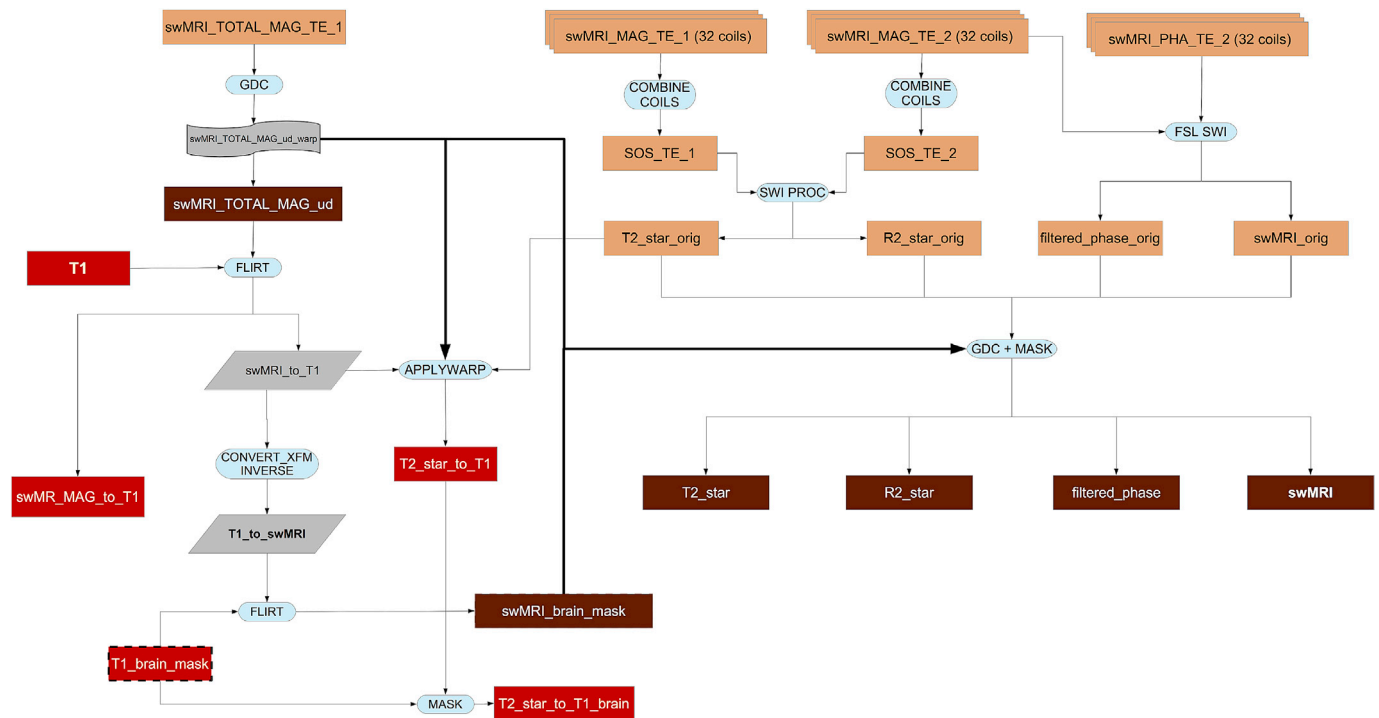 swMRI_TOTAL_MAG_TE_1
swMRI_MAG_TE_1 (32 coils)
swMRI_MAG_TE_2 (32 coils)
swMRI_PHA_TE_2 (32 coils)
GDC
COMBINE
COILS
COMBINE
COILS
swMRI_TOTAL_MAG_ud_warp
FSL SWI
SOS_TE_1
SOS_TE_2
swMRI_TOTAL_MAG_ud
SWI PROC
T2_star_orig
R2_star_orig
filtered_phase_orig
swMRI_orig
T1
FLIRT
GDC + MASK
swMRI_to_T1
APPLYWARP
CONVERT_XFM
INVERSE
T2_star_to_T1
swMR_MAG_to_T1
T2_star
R2_star
filtered_phase
swMRI
T1_to_swMRI
FLIRT
swMRI_brain_mask
T1_brain_mask
MASK
T2_star_to_T1_brain